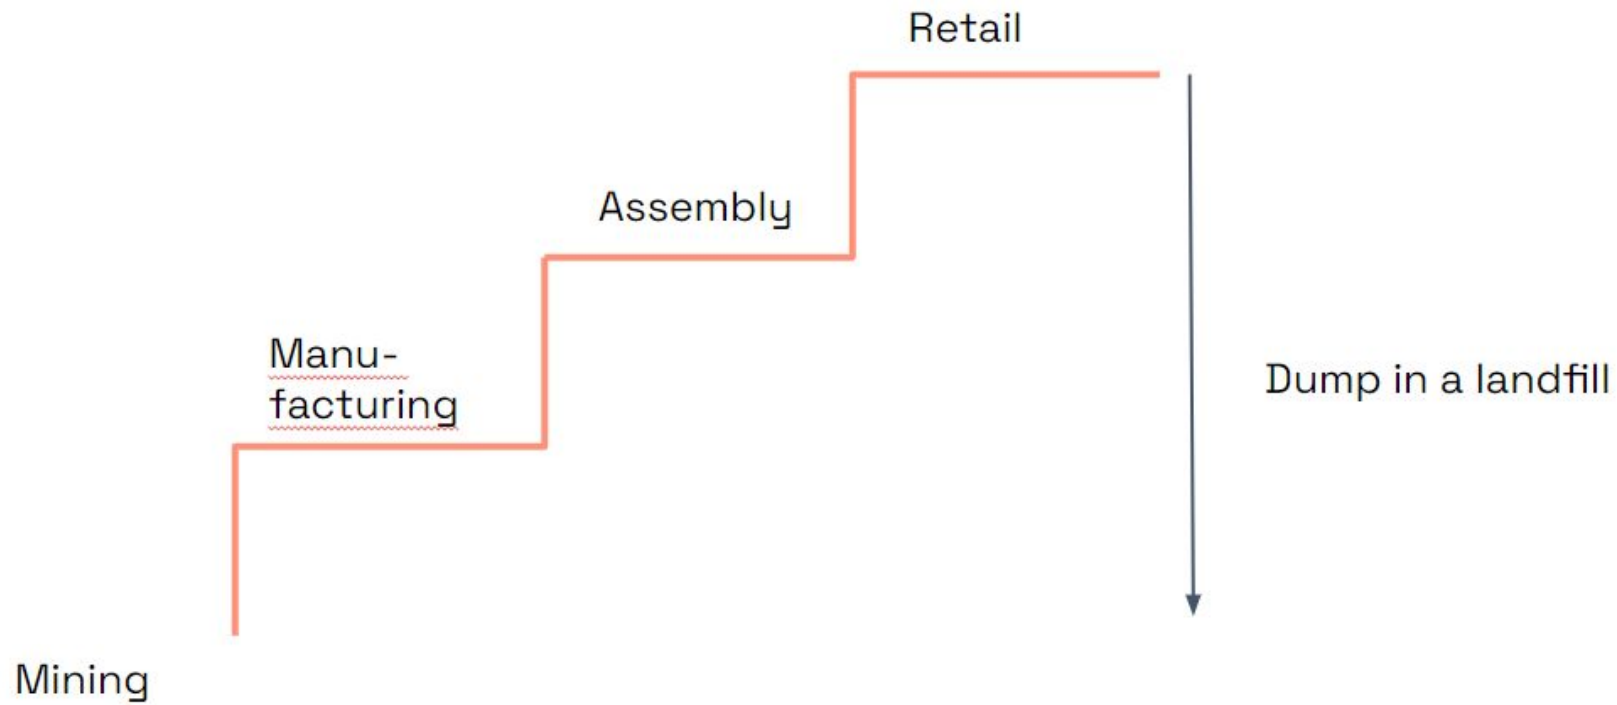 Retail
Assembly
Manu-
facturing
Dump in a landfill
Mining